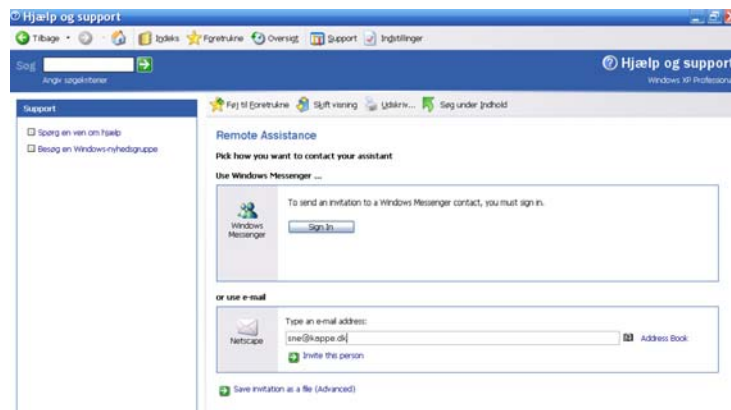 Hjælp og support
Tilbage Indeks Foretrukne Oversigt Support Indstillinger
Søg
Angiv søgekriterier
Hjælp og support
Windows XP Professional
Support
Føj til Foretrukne Skift visning Udskriv... Søg under Indhold
Spørg en ven om hjælp
Besøg en Windows-nyhedsgruppe
Remote Assistance
Pick how you want to contact your assistant
Use Windows Messenger ...
To send an invitation to a Windows Messenger contact, you must sign in.
Windows
Messenger
Sign In
or use e-mail
Type an e-mail address:
Netscape
sne@kappe.dk
Address Book
Invite this person
Save invitation as a file (Advanced)